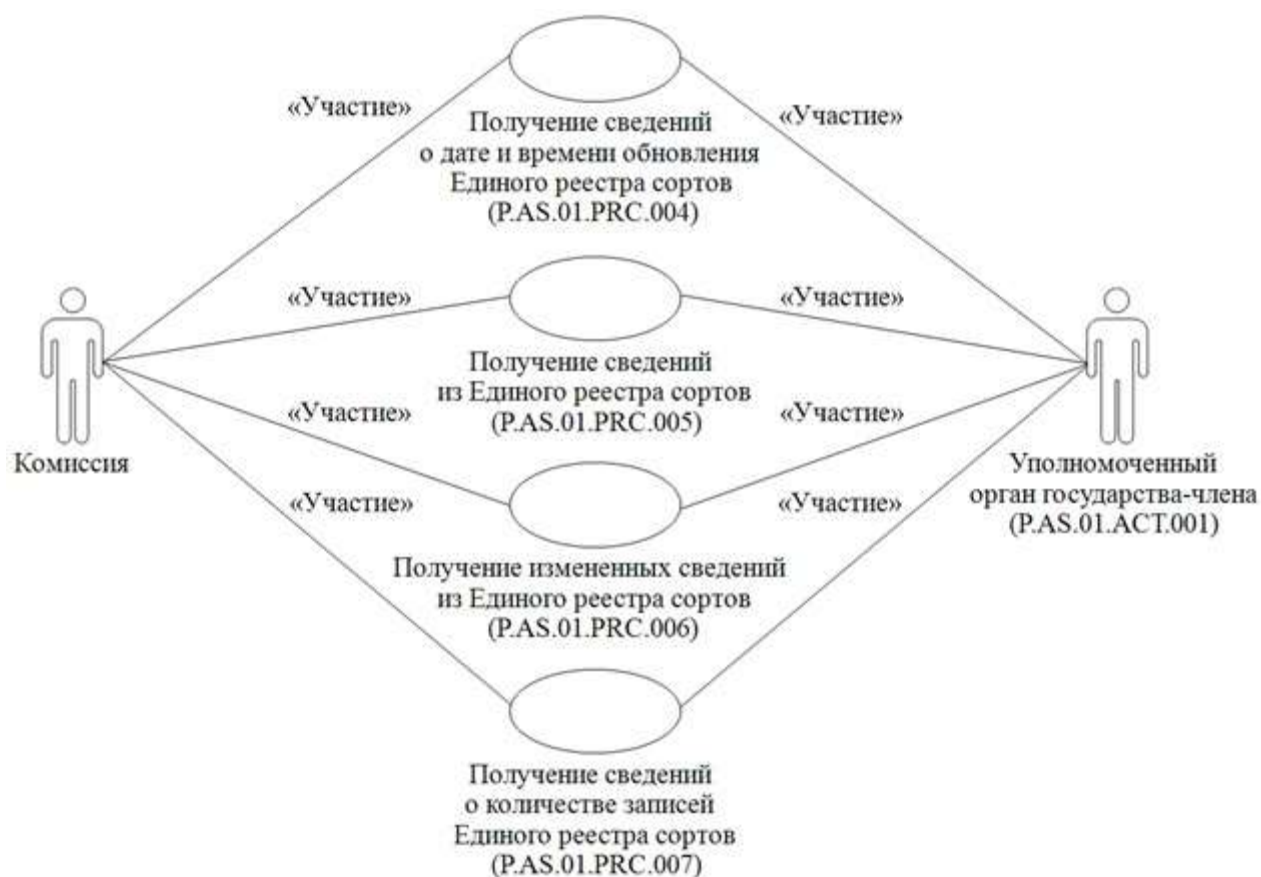 «Участие»
«Участие»
Получение сведений
о дате и времени обновления
Единого реестра сортов
(P.AS.01.PRC.004)
«Участие»
«Участие»
Получение сведений
из Единого реестра сортов
(P.AS.01.PRC.005)
«Участие»
«Участие»
Комиссия
Уполномоченный
орган государства-члена
(P.AS.01.ACT.001)
«Участие»
«Участие»
Получение измененных сведений
из Единого реестра сортов
(P.AS.01.PRC.006)
Получение сведений
о количестве записей
Единого реестра сортов
(P.AS.01.PRC.007)